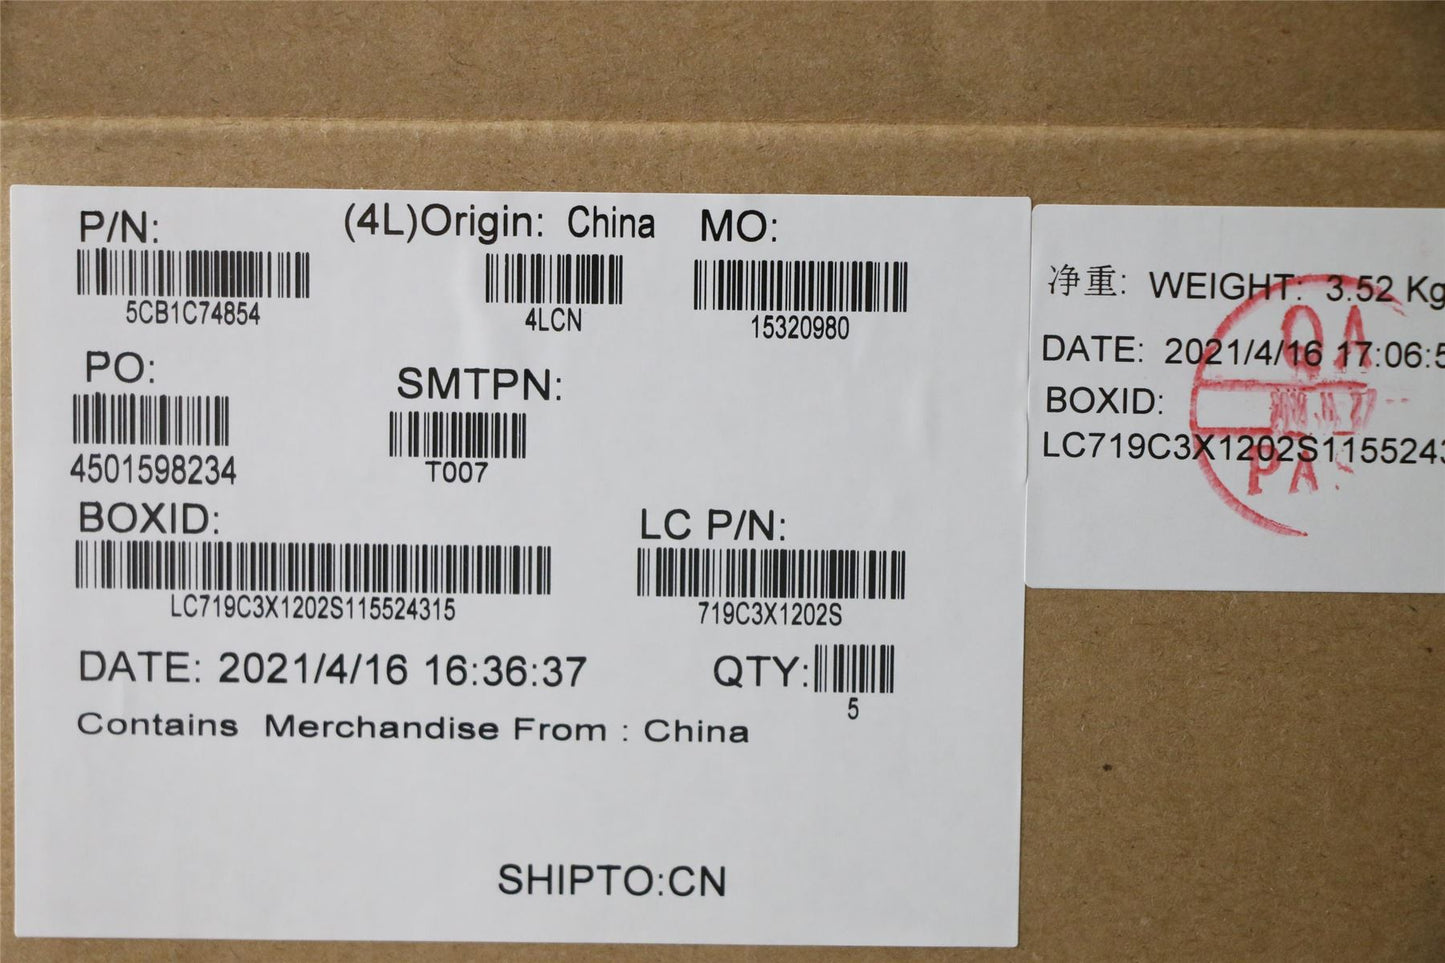 P/N:
(4L)Origin: China
MO:
5CB1C74854
4LCN
15320980
PO:
SMTPN:
4501598234
T007
BOXID:
LC P/N:
LC719C3X1202S115524315
719C3X1202S
DATE: 2021/4/16 16:36:37
QTY:
5
Contains Merchandise From : China
SHIPTO:CN
净重: WEIGHT: 3.52 Kg
DATE: 2021/4/16 17:06:5
BOXID:
LC719C3X1202S1155243
QA
PAS